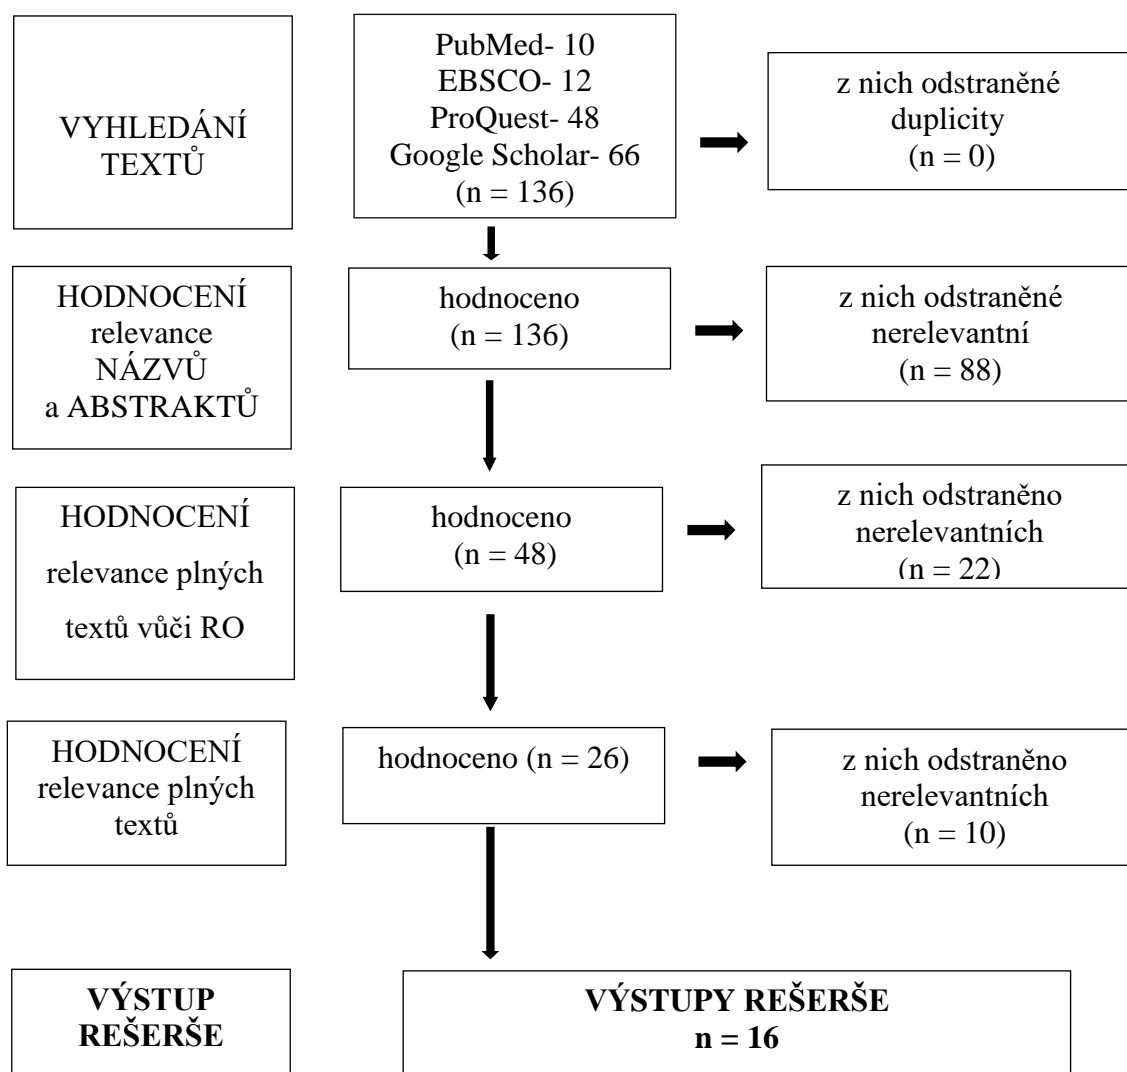 VYHLEDÁNÍ
TEXTŮ
PubMed- 10
EBSCO- 12
ProQuest- 48
Google Scholar- 66
(n = 136)
z nich odstraněné
duplicity
(n = 0)
HODNOCENÍ
relevance
NÁZVŮ
a ABSTRAKTŮ
hodnoceno
(n = 136)
z nich odstraněné
nerelevantní
(n = 88)
HODNOCENÍ
relevance plných
textů vůči RO
hodnoceno
(n = 48)
z nich odstraněno
nerelevantních
(n = 22)
HODNOCENÍ
relevance plných
textů
hodnoceno (n = 26)
z nich odstraněno
nerelevantních
(n = 10)
VÝSTUP
REŠERŠE
VÝSTUPY REŠERŠE
n = 16